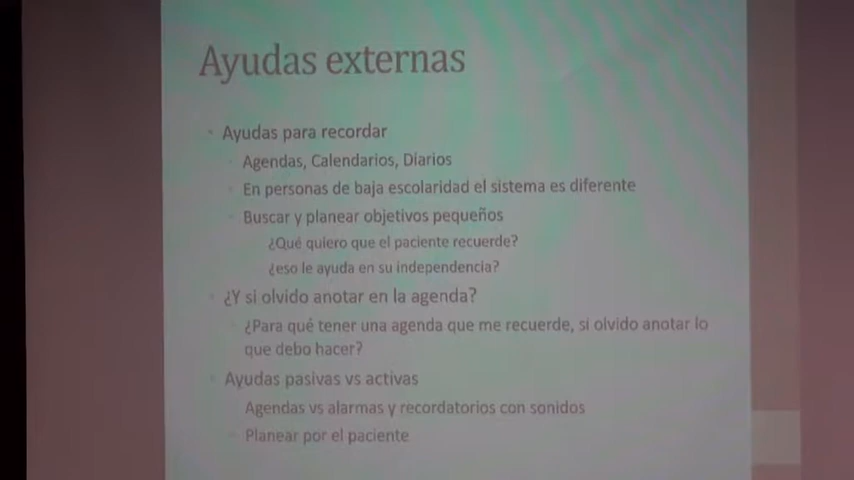 Ayudas externas
Ayudas para recordar
Agendas, Calendarios, Diarios
En personas de baja escolaridad el sistema es diferente
Buscar y planear objetivos pequeños
¿Qué quiero que el paciente recuerde?
¿eso le ayuda en su independencia?
¿Y si olvido anotar en la agenda?
¿Para qué tener una agenda que me recuerde, si olvido anotar lo
que debo hacer?
Ayudas pasivas vs activas
Agendas vs alarmas y recordatorios con sonidos
Planear por el paciente